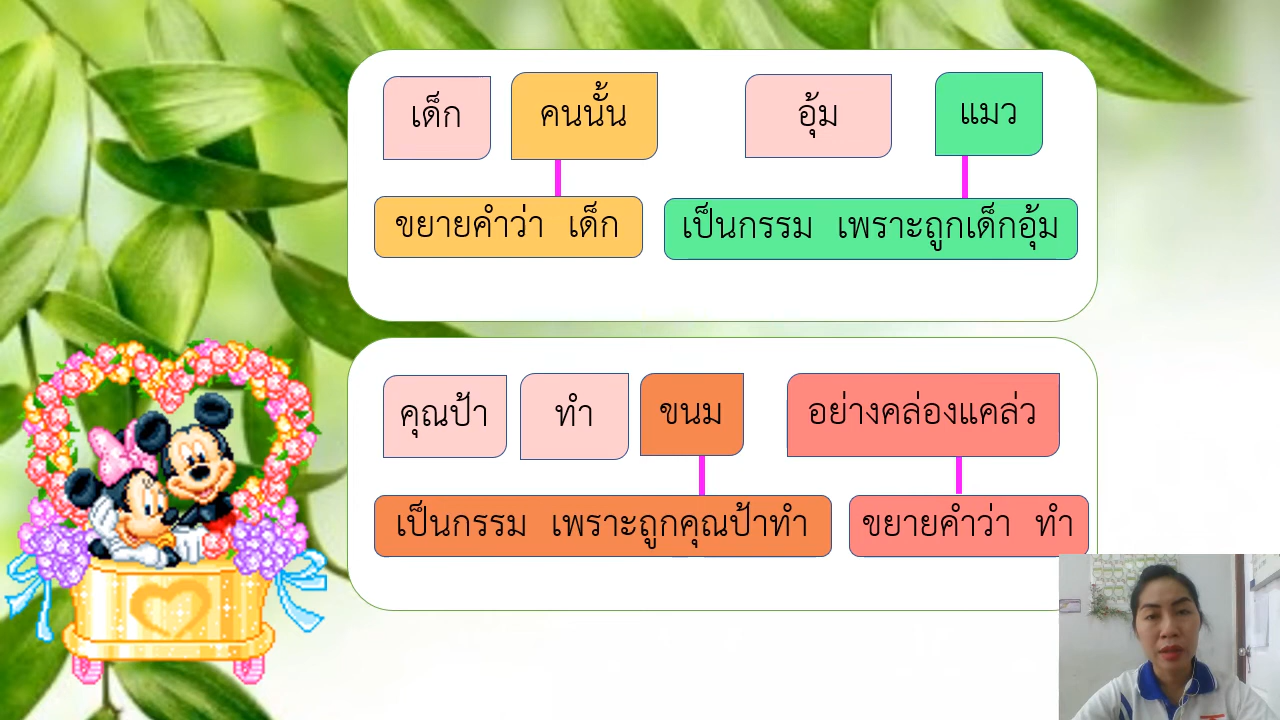 เด็ก คนนั้น อุ้ม แมว
ขยายคำว่า เด็ก เป็นกรรม เพราะถูกเด็กอุ้ม
คุณป้า ทำ ขนม อย่างคล่องแคล่ว
เป็นกรรม เพราะถูกคุณป้าทำ ขยายคำว่า ทำ